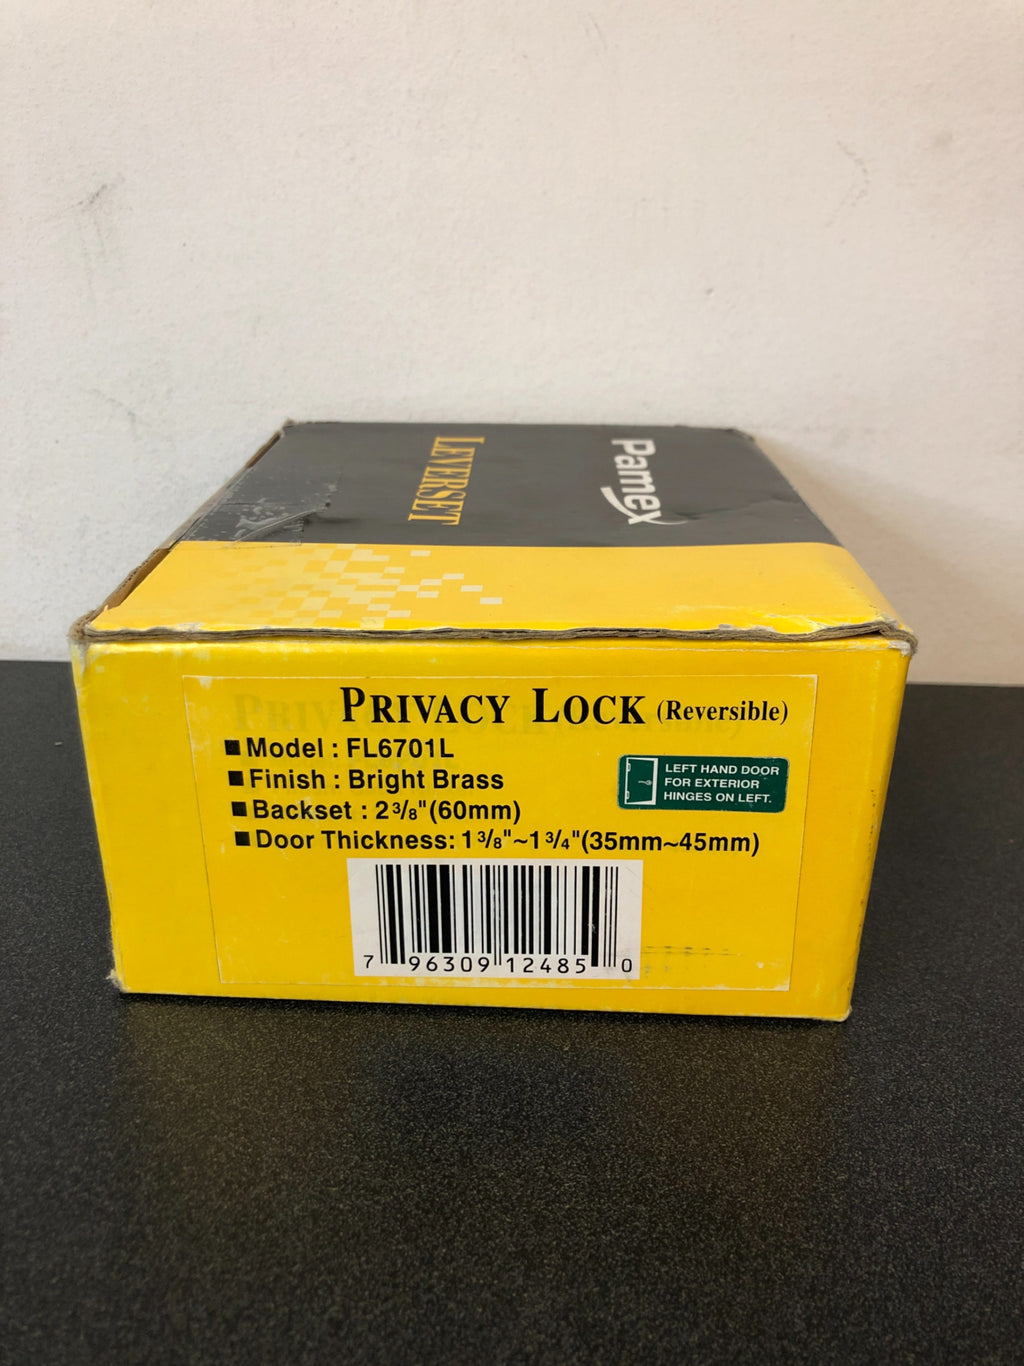 Pamex
LEVERSET
PRIVACY LOCK (Reversible)
■ Model : FL6701L
■ Finish : Bright Brass
■ Backset : 2 3/8" (60mm)
■ Door Thickness: 1 3/8" ~ 1 3/4" (35mm~45mm)
LEFT HAND DOOR
FOR EXTERIOR
HINGES ON LEFT.
7 96309 12485 0